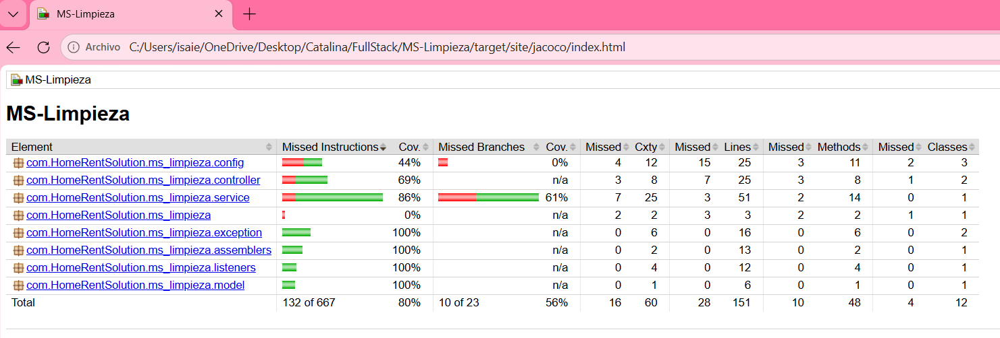 MS-Limpieza
Archivo C:/Users/isaie/OneDrive/Desktop/Catalina/FullStack/MS-Limpieza/target/site/jacoco/index.html
MS-Limpieza
MS-Limpieza
Element Missed Instructions Cov. Missed Branches Cov. Missed Cxty Missed Lines Missed Methods Missed Classes
com.HomeRentSolution.ms_limpieza.config 44% 0% 4 12 15 25 3 11 2 3
com.HomeRentSolution.ms_limpieza.controller 69% n/a 3 8 7 25 3 8 1 2
com.HomeRentSolution.ms_limpieza.service 86% 61% 7 25 3 51 2 14 0 1
com.HomeRentSolution.ms_limpieza 0% n/a 2 2 3 3 2 2 1 1
com.HomeRentSolution.ms_limpieza.exception 100% n/a 0 6 0 16 0 6 0 2
com.HomeRentSolution.ms_limpieza.assemblers 100% n/a 0 2 0 13 0 2 0 1
com.HomeRentSolution.ms_limpieza.listeners 100% n/a 0 4 0 12 0 4 0 1
com.HomeRentSolution.ms_limpieza.model 100% n/a 0 1 0 6 0 1 0 1
Total 132 of 667 80% 10 of 23 56% 16 60 28 151 10 48 4 12